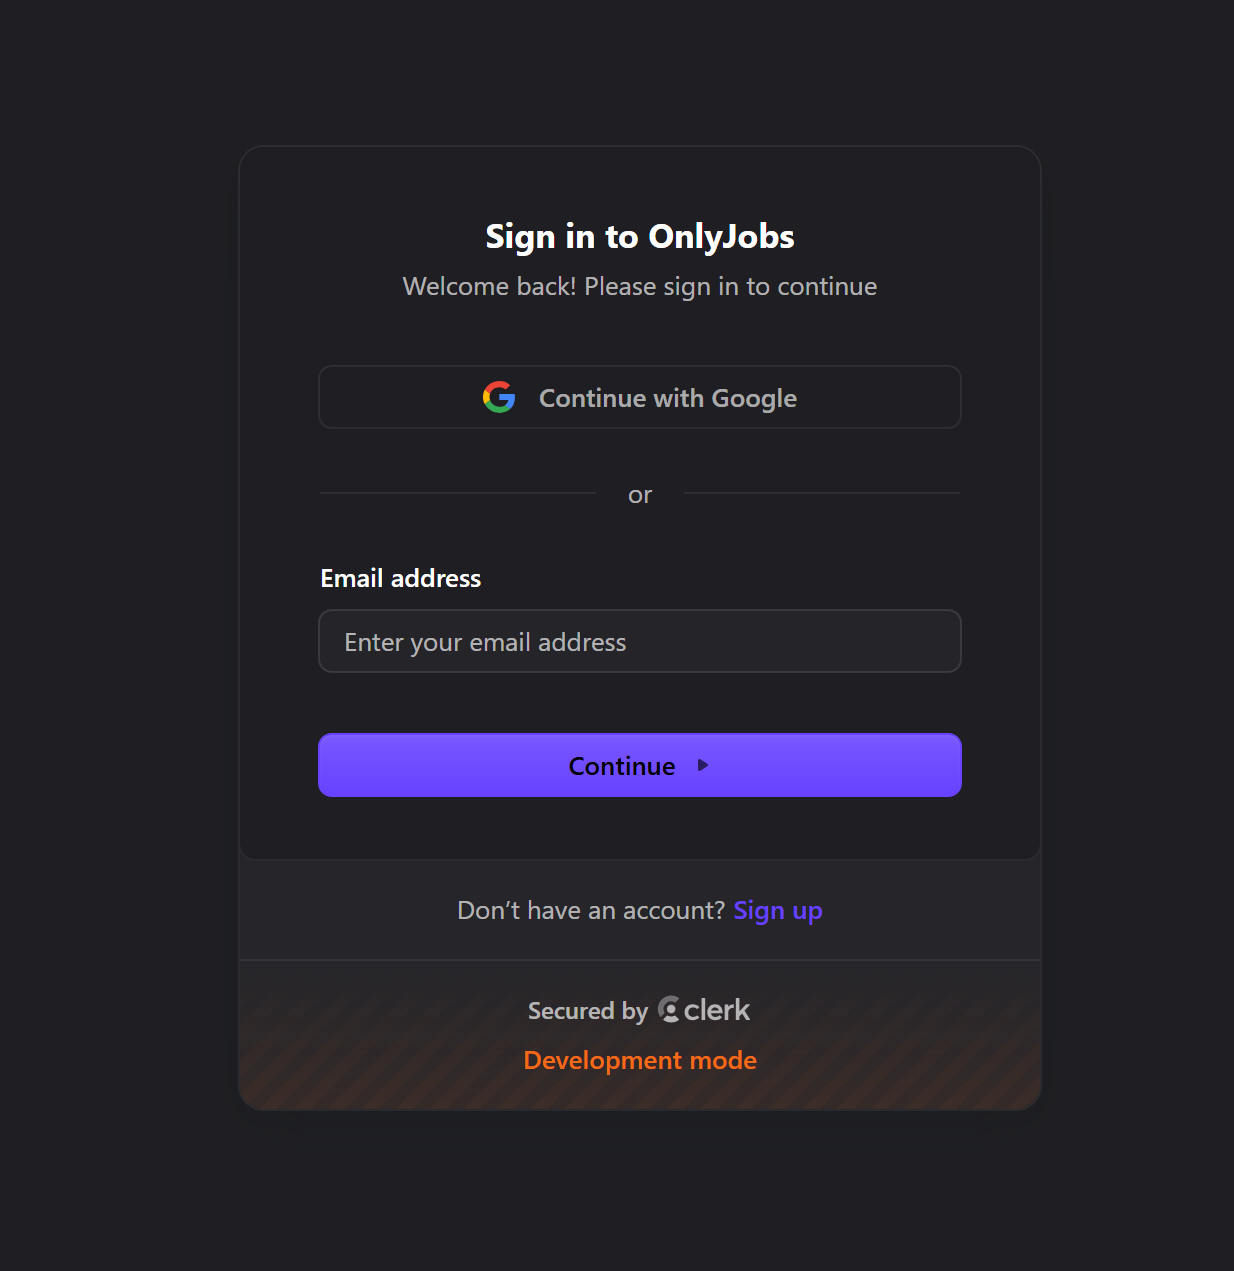 Sign in to OnlyJobs
Welcome back! Please sign in to continue
Continue with Google
or
Email address
Enter your email address
Continue
Don’t have an account? Sign up
Secured by clerk
Development mode